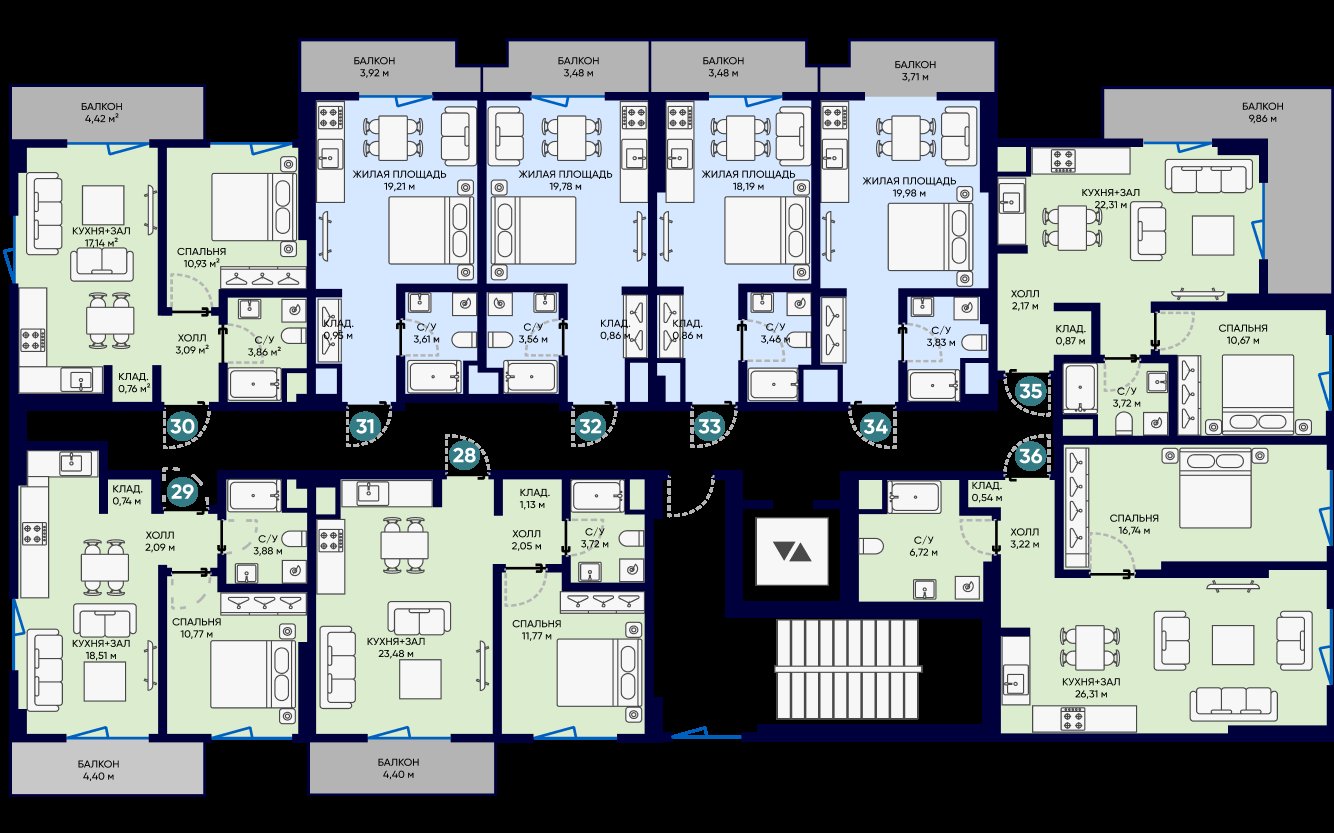 БАЛКОН
3,92 м
БАЛКОН
3,48 м
БАЛКОН
3,48 м
БАЛКОН
3,71 м
БАЛКОН
4,42 м²
БАЛКОН
9,86 м
ЖИЛАЯ ПЛОЩАДЬ
19,21 м
ЖИЛАЯ ПЛОЩАДЬ
19,78 м
ЖИЛАЯ ПЛОЩАДЬ
18,19 м
ЖИЛАЯ ПЛОЩАДЬ
19,98 м
КУХНЯ+ЗАЛ
22,31 м
КУХНЯ+ЗАЛ
17,14 м²
СПАЛЬНЯ
10,93 м²
ХОЛЛ
2,17 м
ХОЛЛ
3,09 м²
С/У
3,86 м²
КЛАД.
0,95 м
С/У
3,61 м
С/У
3,56 м
КЛАД.
0,86 м
КЛАД.
0,86 м
С/У
3,46 м
С/У
3,83 м
КЛАД.
0,87 м
СПАЛЬНЯ
10,67 м
КЛАД.
0,76 м²
С/У
3,72 м
35
30
31
32
33
34
28
36
29
КЛАД.
0,74 м
КЛАД.
1,13 м
КЛАД.
0,54 м
СПАЛЬНЯ
16,74 м
ХОЛЛ
2,09 м
С/У
3,88 м
ХОЛЛ
2,05 м
С/У
3,72 м
С/У
6,72 м
ХОЛЛ
3,22 м
СПАЛЬНЯ
10,77 м
СПАЛЬНЯ
11,77 м
КУХНЯ+ЗАЛ
18,51 м
КУХНЯ+ЗАЛ
23,48 м
КУХНЯ+ЗАЛ
26,31 м
БАЛКОН
4,40 м
БАЛКОН
4,40 м